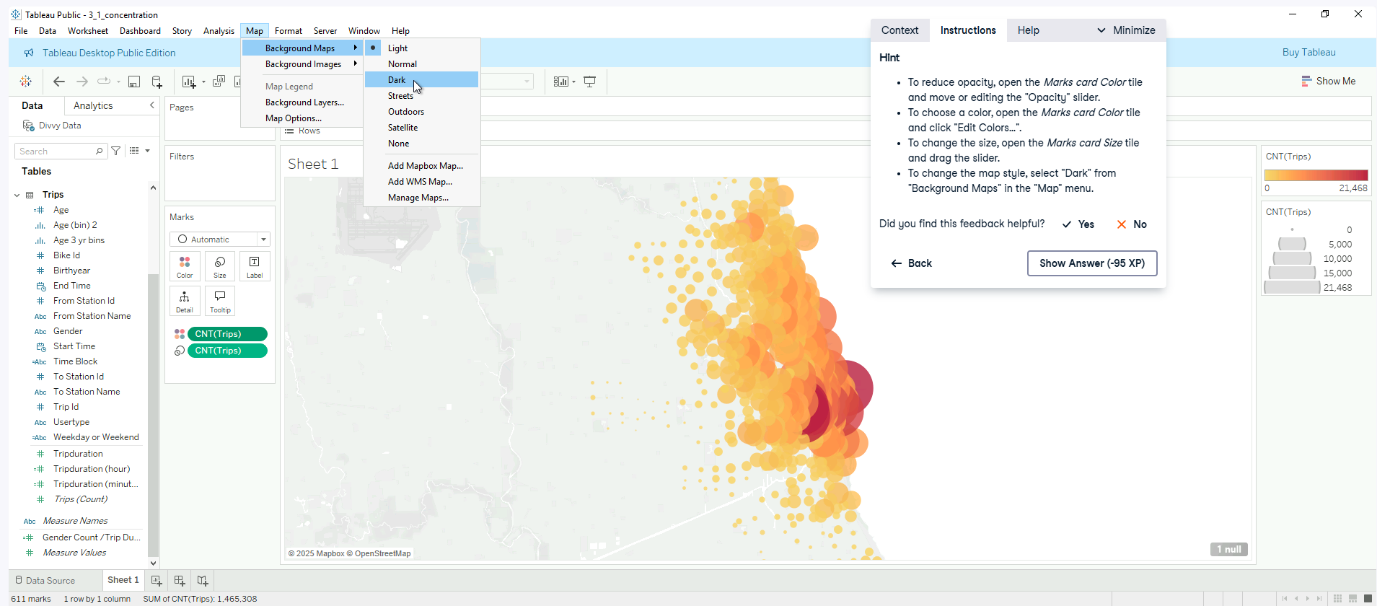 Tableau Public - 3_1_concentration
File Data Worksheet Dashboard Story Analysis Map Format Server Window Help
Tableau Desktop Public Edition
Buy Tableau
Show Me
Background Maps
Background Images
Map Legend
Background Layers...
Map Options...
Light
Normal
Dark
Streets
Outdoors
Satellite
None
Add Mapbox Map...
Add WMS Map...
Manage Maps...
Context Instructions Help Minimize
Hint
• To reduce opacity, open the Marks card Color tile
and move or editing the "Opacity" slider.
• To choose a color, open the Marks card Color tile
and click "Edit Colors...".
• To change the size, open the Marks card Size tile
and drag the slider.
• To change the map style, select "Dark" from
"Background Maps" in the "Map" menu.
Did you find this feedback helpful? Yes No
Back Show Answer (-95 XP)
Data Analytics
Divvy Data
Search
Tables
Trips
# Age
Age (bin) 2
Age 3 yr bins
# Bike Id
# Birthyear
End Time
# From Station Id
Abc From Station Name
Abc Gender
Start Time
=Abc Time Block
# To Station Id
Abc To Station Name
# Trip Id
Abc Usertype
=Abc Weekday or Weekend
# Tripduration
=# Tripduration (hour)
=# Tripduration (minut...
# Trips (Count)
Abc Measure Names
=# Gender Count /Trip Du...
# Measure Values
Pages
Filters
Marks
Automatic
Color Size Label
Detail Tooltip
CNT(Trips)
CNT(Trips)
Rows
Sheet 1
© 2025 Mapbox © OpenStreetMap
1 null
CNT(Trips)
0 21,468
CNT(Trips)
0
5,000
10,000
15,000
21,468
Data Source Sheet 1
611 marks 1 row by 1 column SUM of CNT(Trips): 1,465,308